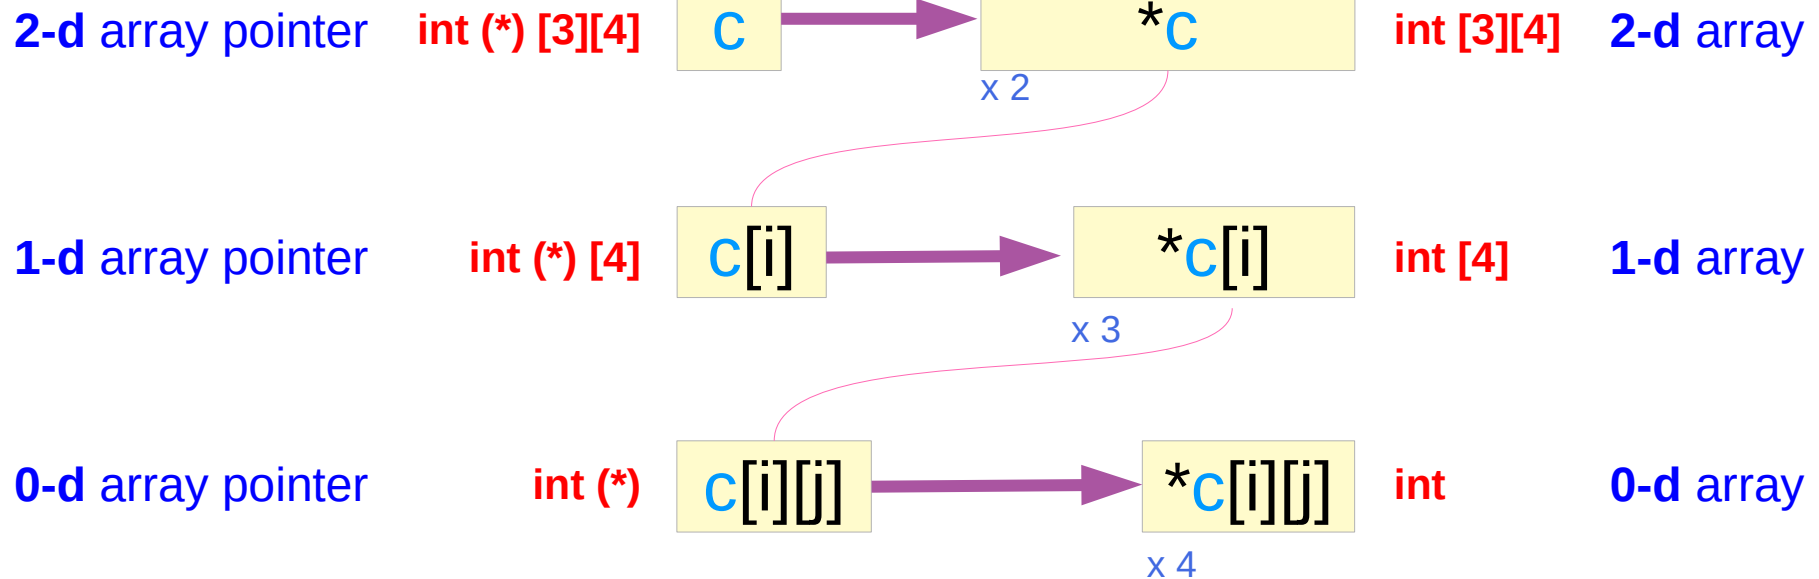 2-d array pointer int (*) [3][4] c *c int [3][4] 2-d array
x 2
1-d array pointer int (*) [4] c[i] *c[i] int [4] 1-d array
x 3
0-d array pointer int (*) c[i][j] *c[i][j] int 0-d array
x 4